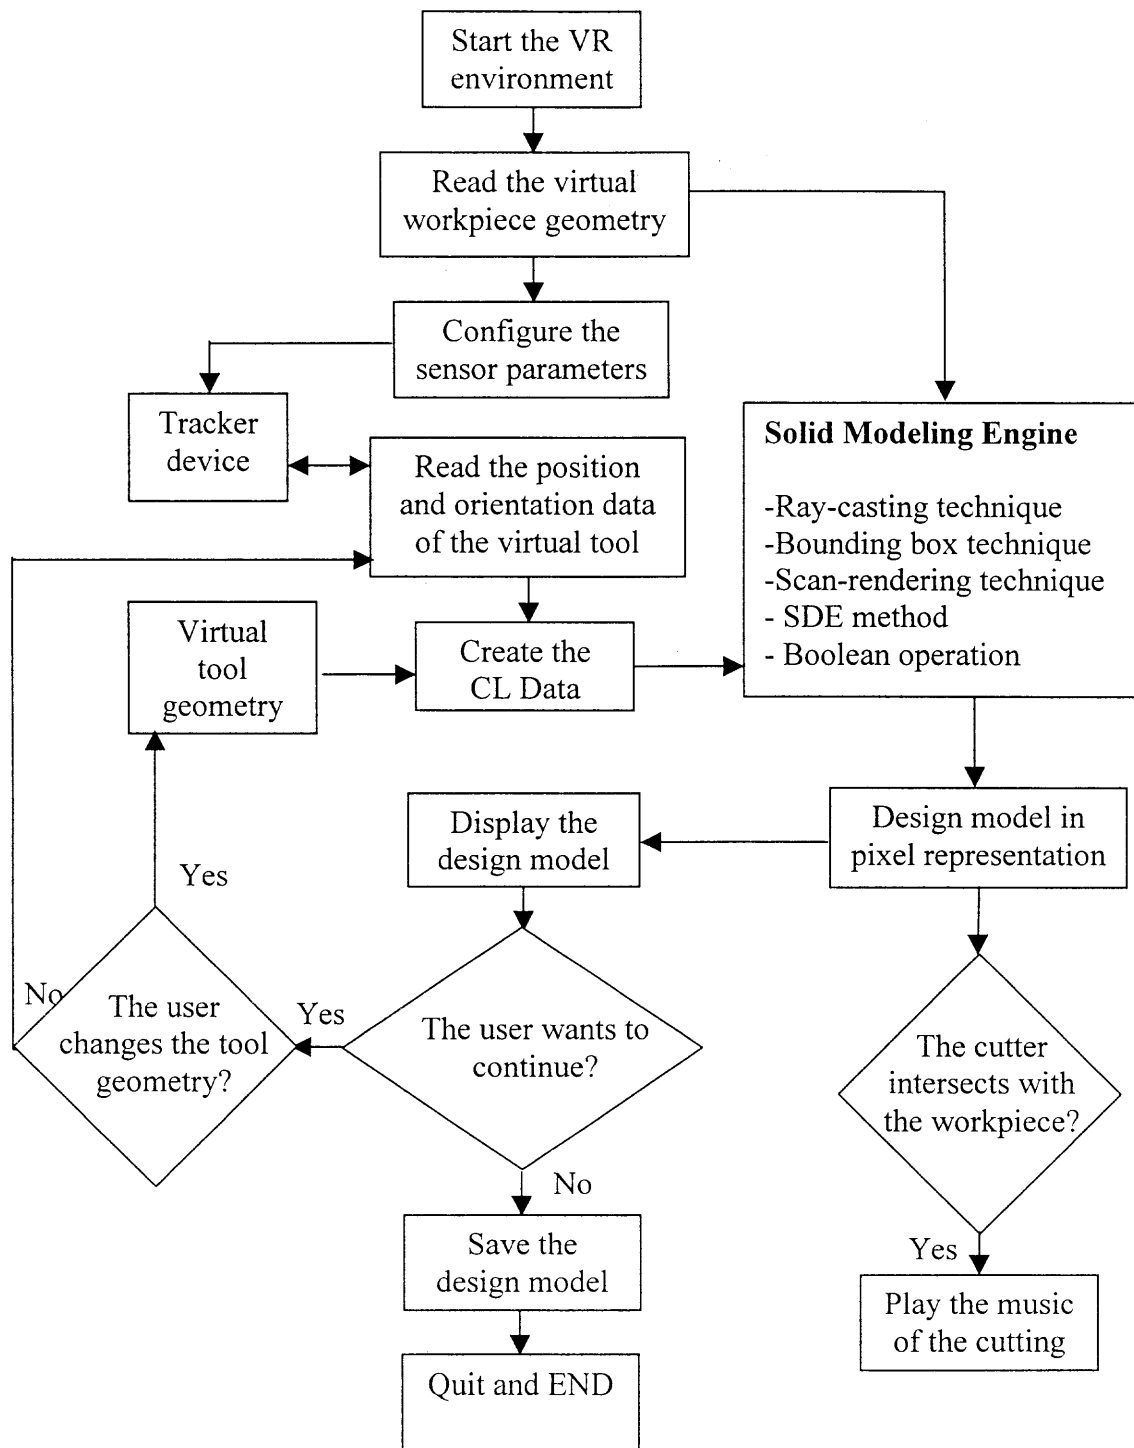 Start the VR
environment
Read the virtual
workpiece geometry
Configure the
sensor parameters
Tracker
device
Read the position
and orientation data
of the virtual tool
Solid Modeling Engine
-Ray-casting technique
-Bounding box technique
-Scan-rendering technique
- SDE method
- Boolean operation
Virtual
tool
geometry
Create the
CL Data
Display the
design model
Design model in
pixel representation
Yes
No
The user
changes the tool
geometry?
Yes
The user wants to
continue?
The cutter
intersects with
the workpiece?
No
Save the
design model
Yes
Play the music
of the cutting
Quit and END